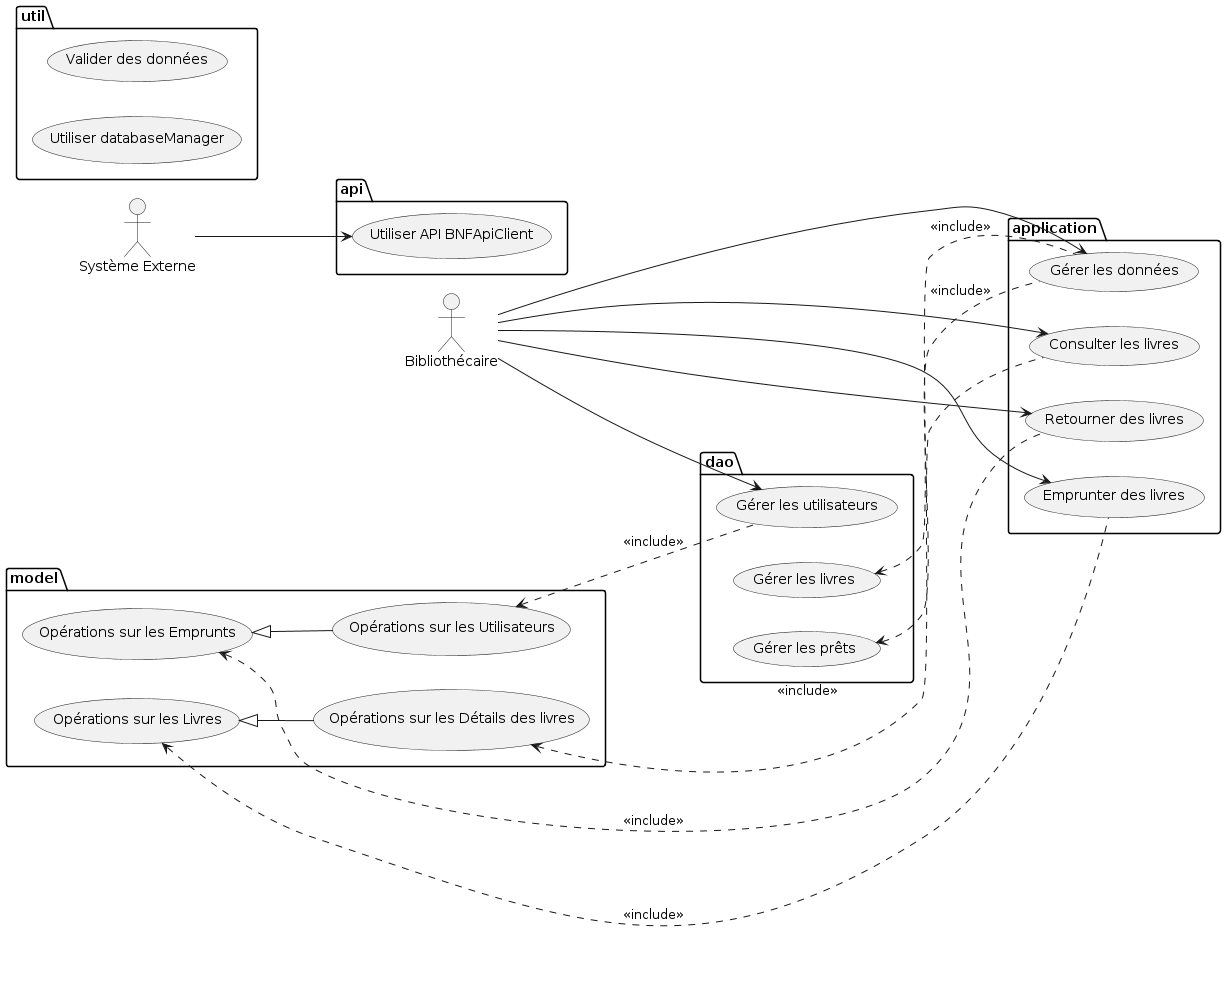 util
Valider des données
Utiliser databaseManager
Système Externe
api
Utiliser API BNFApiClient
Bibliothécaire
application
«include»
Gérer les données
«include»
Consulter les livres
Retourner des livres
Emprunter des livres
dao
Gérer les utilisateurs
«include»
Gérer les livres
Gérer les prêts
«include»
model
Opérations sur les Emprunts
Opérations sur les Utilisateurs
Opérations sur les Livres
Opérations sur les Détails des livres
«include»
«include»